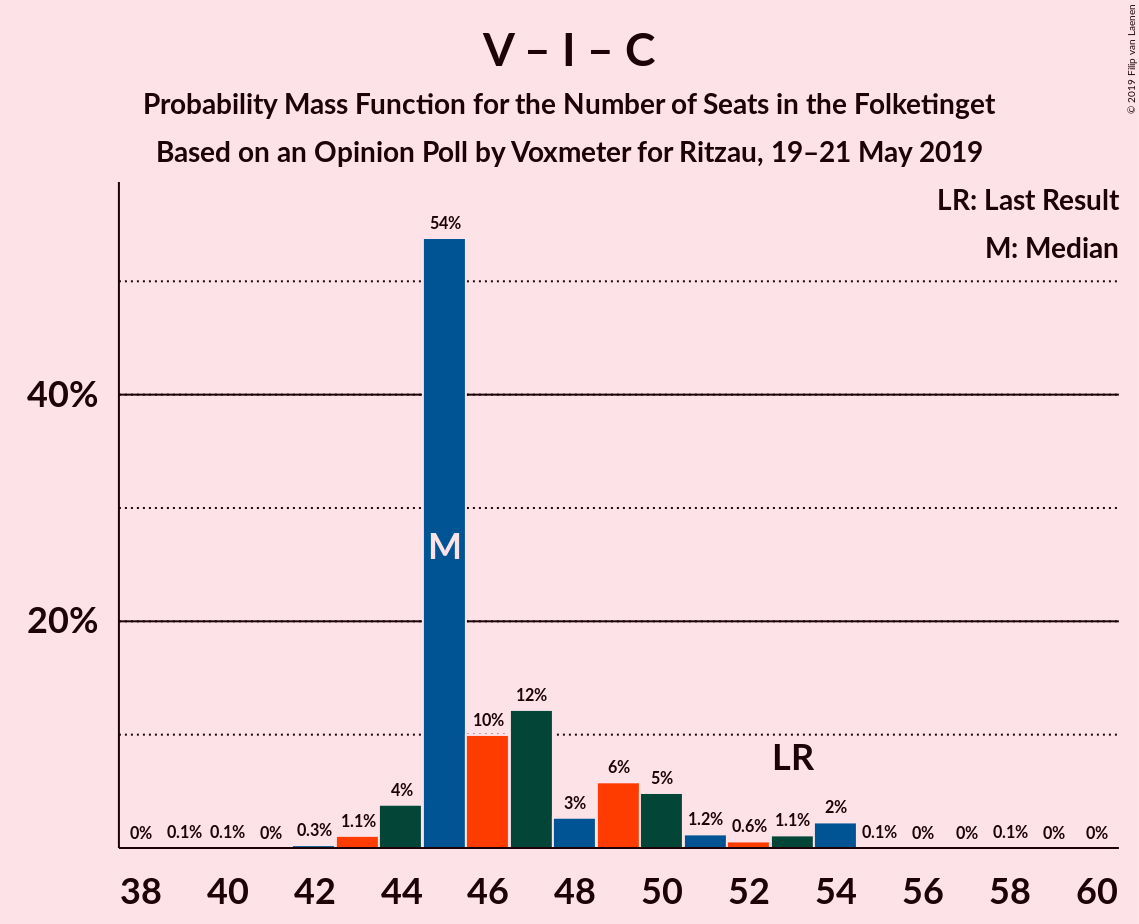 V – I – C
Probability Mass Function for the Number of Seats in the Folketinget
Based on an Opinion Poll by Voxmeter for Ritzau, 19–21 May 2019
© 2019 Filip van Laenen
LR: Last Result
M: Median
40%
20%
0%
0.1%
0.1%
0%
0.3%
1.1%
4%
54%
M
10%
12%
3%
6%
5%
1.2%
0.6%
1.1%
LR
2%
0.1%
0%
0%
0.1%
0%
0%
38 40 42 44 46 48 50 52 54 56 58 60